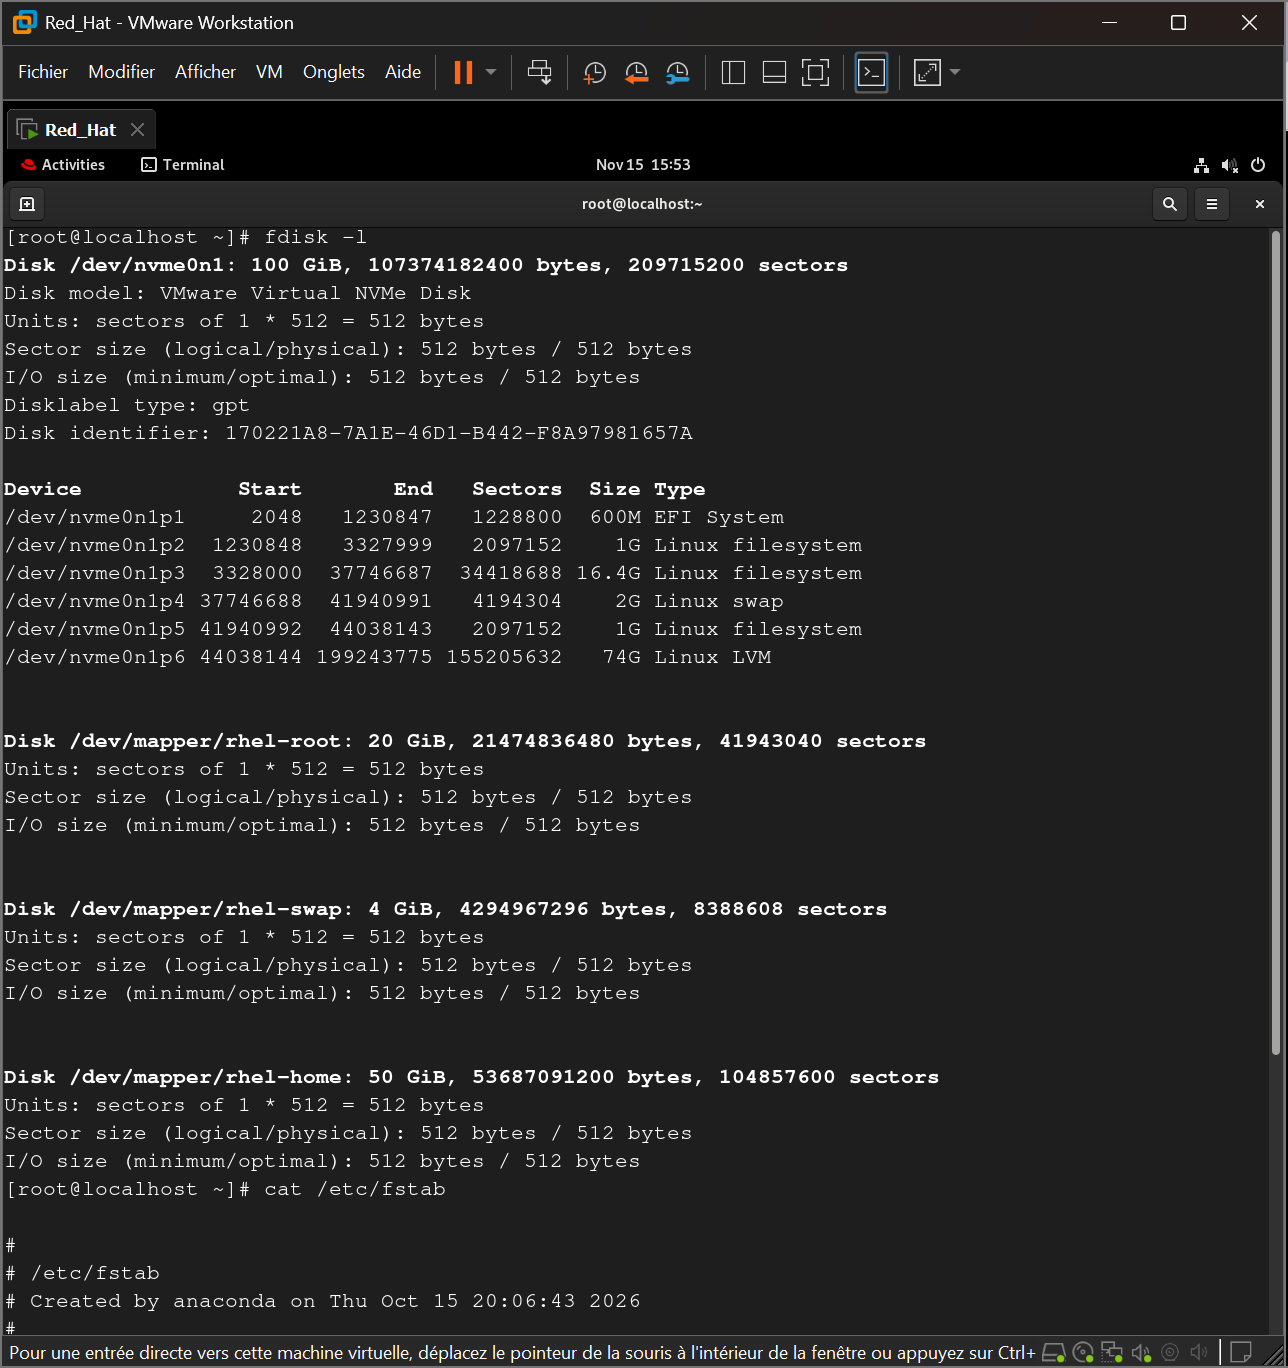 Red_Hat - VMware Workstation
Fichier Modifier Afficher VM Onglets Aide
Red_Hat
Activities Terminal Nov 15 15:53
root@localhost:~
[root@localhost ~]# fdisk -l
Disk /dev/nvme0n1: 100 GiB, 107374182400 bytes, 209715200 sectors
Disk model: VMware Virtual NVMe Disk
Units: sectors of 1 * 512 = 512 bytes
Sector size (logical/physical): 512 bytes / 512 bytes
I/O size (minimum/optimal): 512 bytes / 512 bytes
Disklabel type: gpt
Disk identifier: 170221A8-7A1E-46D1-B442-F8A97981657A
Device Start End Sectors Size Type
/dev/nvme0n1p1 2048 1230847 1228800 600M EFI System
/dev/nvme0n1p2 1230848 3327999 2097152 1G Linux filesystem
/dev/nvme0n1p3 3328000 37746687 34418688 16.4G Linux filesystem
/dev/nvme0n1p4 37746688 41940991 4194304 2G Linux swap
/dev/nvme0n1p5 41940992 44038143 2097152 1G Linux filesystem
/dev/nvme0n1p6 44038144 199243775 155205632 74G Linux LVM
Disk /dev/mapper/rhel-root: 20 GiB, 21474836480 bytes, 41943040 sectors
Units: sectors of 1 * 512 = 512 bytes
Sector size (logical/physical): 512 bytes / 512 bytes
I/O size (minimum/optimal): 512 bytes / 512 bytes
Disk /dev/mapper/rhel-swap: 4 GiB, 4294967296 bytes, 8388608 sectors
Units: sectors of 1 * 512 = 512 bytes
Sector size (logical/physical): 512 bytes / 512 bytes
I/O size (minimum/optimal): 512 bytes / 512 bytes
Disk /dev/mapper/rhel-home: 50 GiB, 53687091200 bytes, 104857600 sectors
Units: sectors of 1 * 512 = 512 bytes
Sector size (logical/physical): 512 bytes / 512 bytes
I/O size (minimum/optimal): 512 bytes / 512 bytes
[root@localhost ~]# cat /etc/fstab
#
# /etc/fstab
# Created by anaconda on Thu Oct 15 20:06:43 2026
#
Pour une entrée directe vers cette machine virtuelle, déplacez le pointeur de la souris à l'intérieur de la fenêtre ou appuyez sur Ctrl+